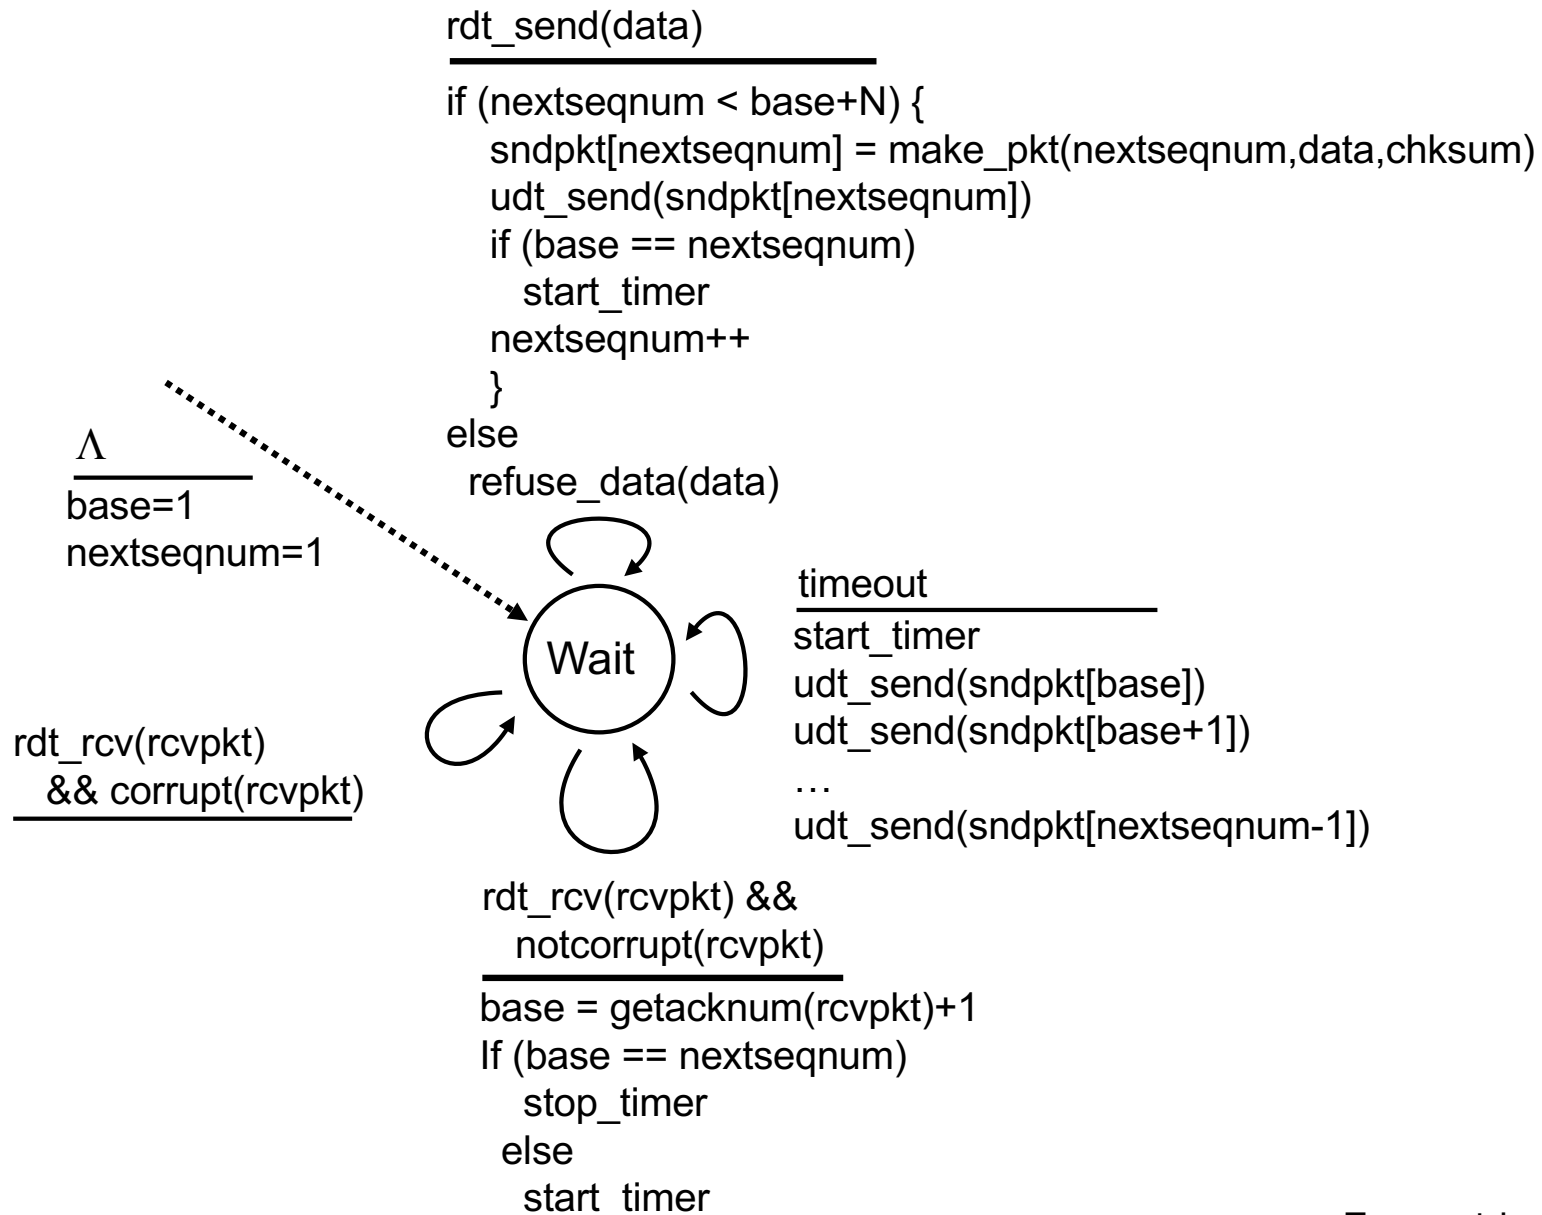 rdt_send(data)
if (nextseqnum < base+N) {
sndpkt[nextseqnum] = make_pkt(nextseqnum,data,chksum)
udt_send(sndpkt[nextseqnum])
if (base == nextseqnum)
start_timer
nextseqnum++
}
else
refuse_data(data)
Λ
base=1
nextseqnum=1
Wait
timeout
start_timer
udt_send(sndpkt[base])
udt_send(sndpkt[base+1])
…
udt_send(sndpkt[nextseqnum-1])
rdt_rcv(rcvpkt)
&& corrupt(rcvpkt)
rdt_rcv(rcvpkt) &&
notcorrupt(rcvpkt)
base = getacknum(rcvpkt)+1
If (base == nextseqnum)
stop_timer
else
start_timer